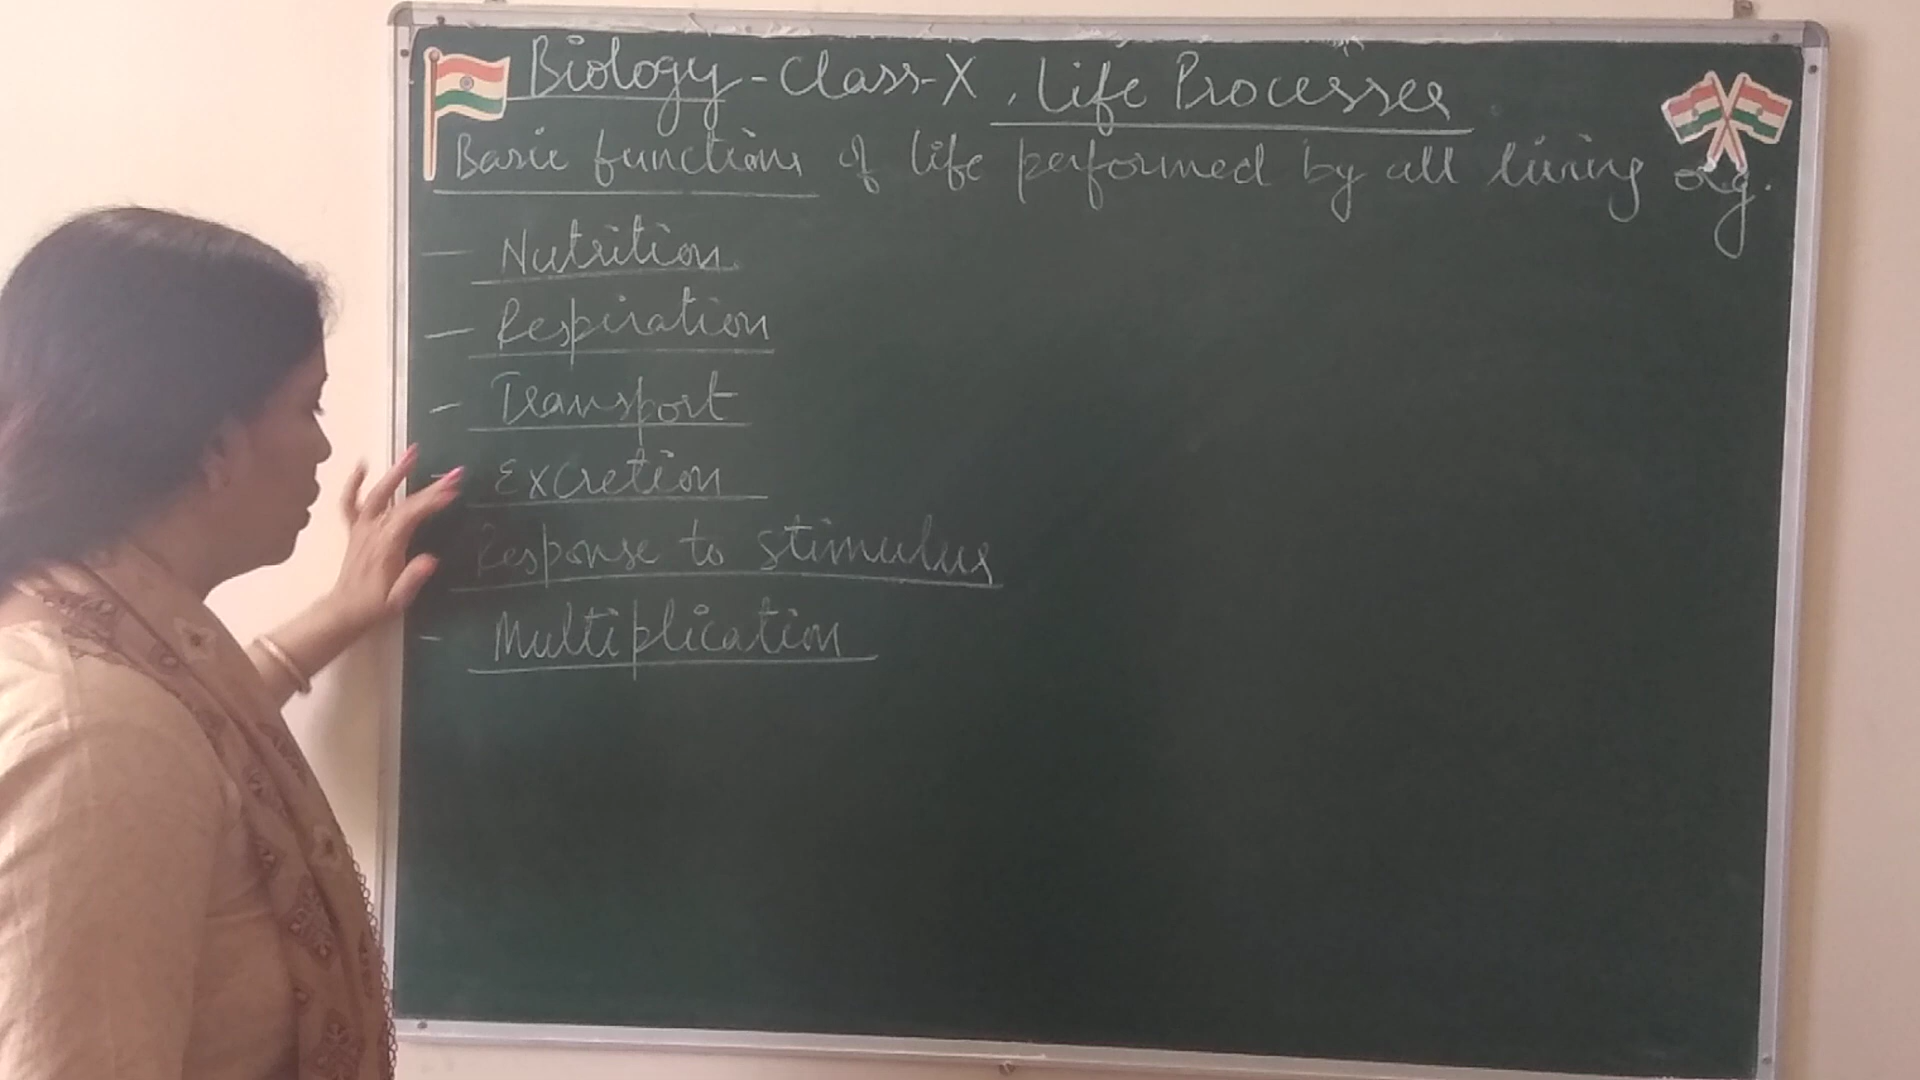 Biology - Class-X, Life Processes
Basic functions of life performed by all living org.
- Nutrition
- Respiration
- Transport
- Excretion
Response to stimulus
- Multiplication